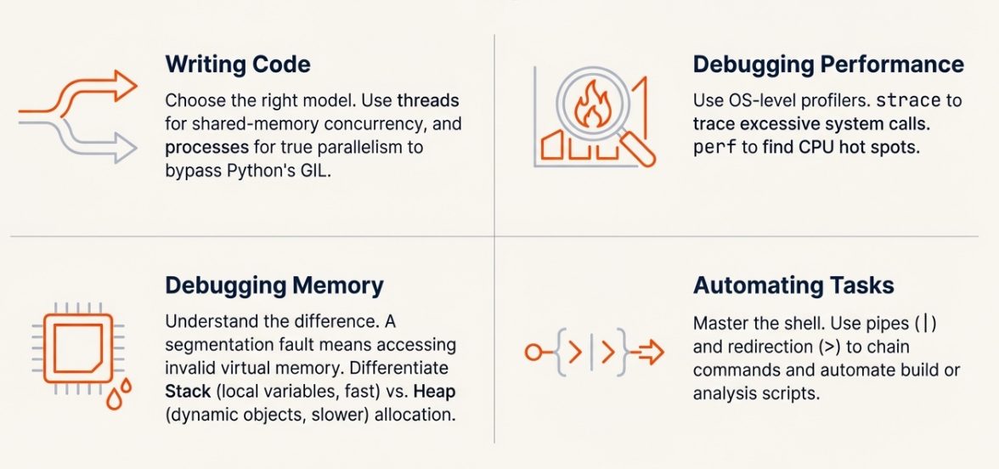 Writing Code
Choose the right model. Use threads
for shared-memory concurrency, and
processes for true parallelism to
bypass Python's GIL.
Debugging Performance
Use OS-level profilers. strace to
trace excessive system calls.
perf to find CPU hot spots.
Debugging Memory
Understand the difference. A
segmentation fault means accessing
invalid virtual memory. Differentiate
Stack (local variables, fast) vs. Heap
(dynamic objects, slower) allocation.
Automating Tasks
Master the shell. Use pipes (|)
and redirection (>) to chain
commands and automate build or
analysis scripts.